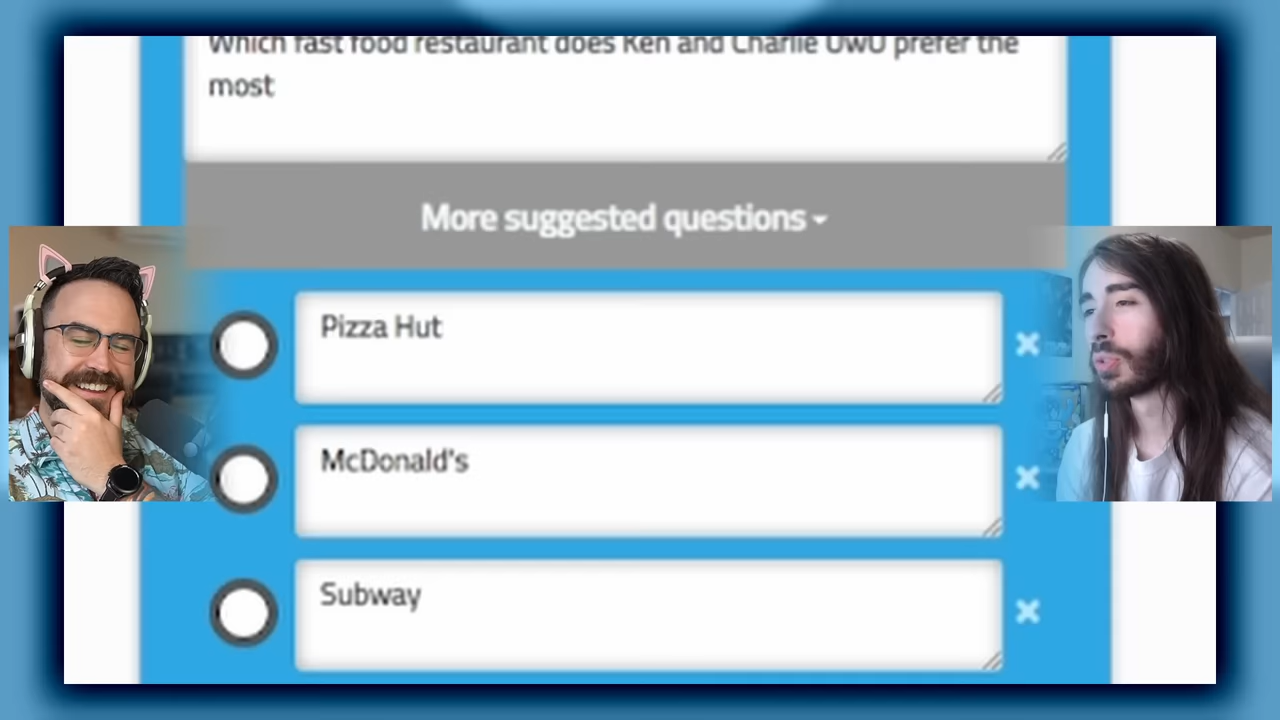 Which fast food restaurant does Ken and Charlie UwU prefer the
most
More suggested questions
Pizza Hut
McDonald's
Subway